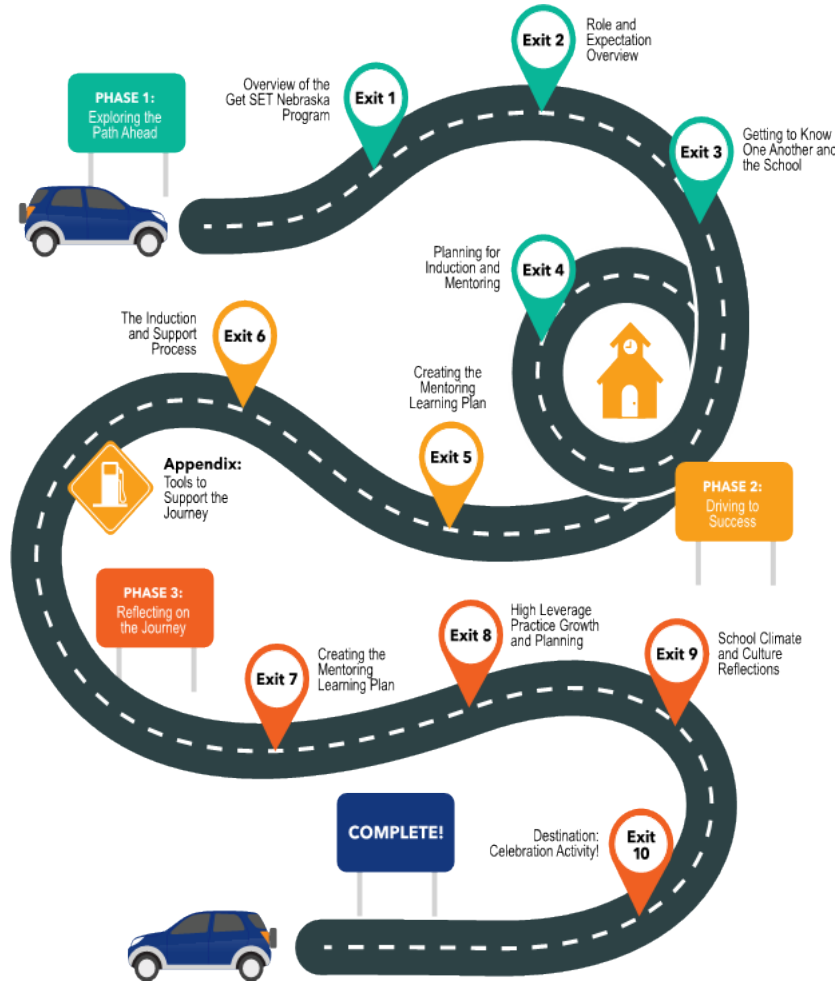 PHASE 1:
Exploring the
Path Ahead
Overview of the
Get SET Nebraska
Program
Exit 1
Exit 2
Role and
Expectation
Overview
Exit 3
Getting to Know
One Another and
the School
Planning for
Induction and
Mentoring
Exit 4
PHASE 2:
Driving to
Success
Creating the
Mentoring
Learning Plan
Exit 5
The Induction
and Support
Process
Exit 6
Appendix:
Tools to
Support the
Journey
PHASE 3:
Reflecting on
the Journey
Exit 7
Creating the
Mentoring
Learning Plan
Exit 8
High Leverage
Practice Growth
and Planning
Exit 9
School Climate
and Culture
Reflections
Destination:
Celebration Activity!
Exit
10
COMPLETE!